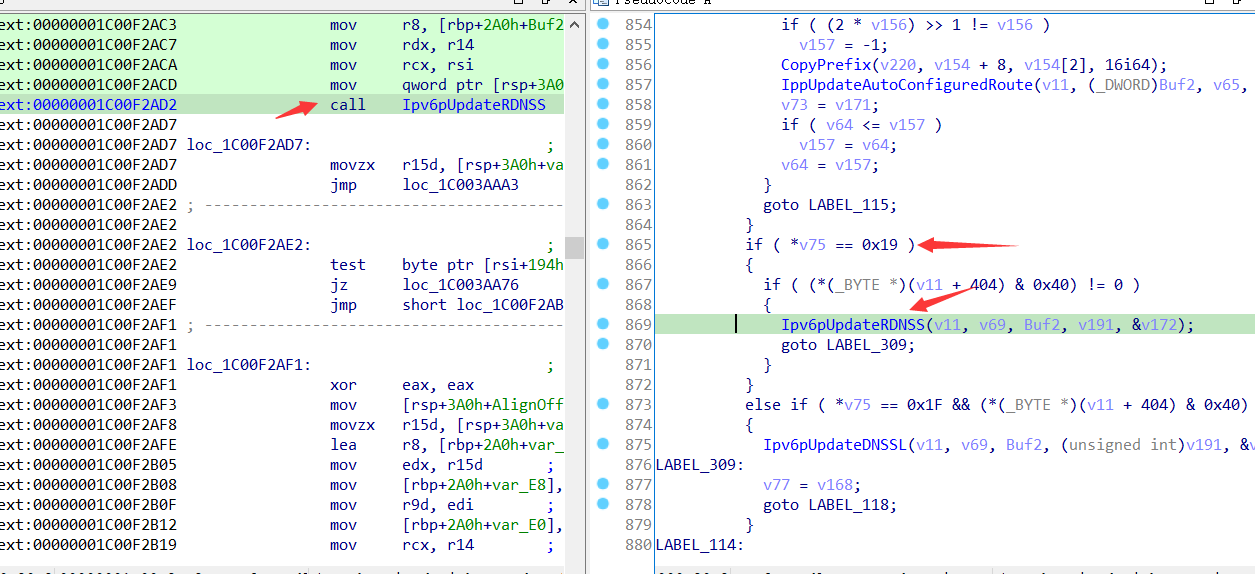 Pseudocode A
ext:00000001C00F2AC3 mov r8, [rbp+2A0h+Buf2
ext:00000001C00F2AC7 mov rdx, r14
ext:00000001C00F2ACA mov rcx, rsi
ext:00000001C00F2ACD mov qword ptr [rsp+3A0
ext:00000001C00F2AD2 call Ipv6pUpdateRDNSS
ext:00000001C00F2AD7
ext:00000001C00F2AD7 loc_1C00F2AD7: ;
ext:00000001C00F2AD7 movzx r15d, [rsp+3A0h+va
ext:00000001C00F2ADD jmp loc_1C003AAA3
ext:00000001C00F2AE2 ; ----------------------------------------
ext:00000001C00F2AE2
ext:00000001C00F2AE2 loc_1C00F2AE2: ;
ext:00000001C00F2AE2 test byte ptr [rsi+194h
ext:00000001C00F2AE9 jz loc_1C003AA76
ext:00000001C00F2AEF jmp short loc_1C00F2AB
ext:00000001C00F2AF1 ; ----------------------------------------
ext:00000001C00F2AF1
ext:00000001C00F2AF1 loc_1C00F2AF1: ;
ext:00000001C00F2AF1 xor eax, eax
ext:00000001C00F2AF3 mov [rsp+3A0h+AlignOff
ext:00000001C00F2AF8 movzx r15d, [rsp+3A0h+va
ext:00000001C00F2AFE lea r8, [rbp+2A0h+var_
ext:00000001C00F2B05 mov edx, r15d ;
ext:00000001C00F2B08 mov [rbp+2A0h+var_E8],
ext:00000001C00F2B0F mov r9d, edi ;
ext:00000001C00F2B12 mov [rbp+2A0h+var_E0],
ext:00000001C00F2B19 mov rcx, r14 ;
854 if ( (2 * v156) >> 1 != v156 )
855 v157 = -1;
856 CopyPrefix(v220, v154 + 8, v154[2], 16i64);
857 IppUpdateAutoConfiguredRoute(v11, (_DWORD)Buf2, v65,
858 v73 = v171;
859 if ( v64 <= v157 )
860 v157 = v64;
861 v64 = v157;
862 }
863 goto LABEL_115;
864 }
865 if ( *v75 == 0x19 )
866 {
867 if ( (*(_BYTE *)(v11 + 404) & 0x40) != 0 )
868 {
869 Ipv6pUpdateRDNSS(v11, v69, Buf2, v191, &v172);
870 goto LABEL_309;
871 }
872 }
873 else if ( *v75 == 0x1F && (*(_BYTE *)(v11 + 404) & 0x40)
874 {
875 Ipv6pUpdateDNSSL(v11, v69, Buf2, (unsigned int)v191, &v
876 LABEL_309:
877 v77 = v168;
878 goto LABEL_118;
879 }
880 LABEL_114: